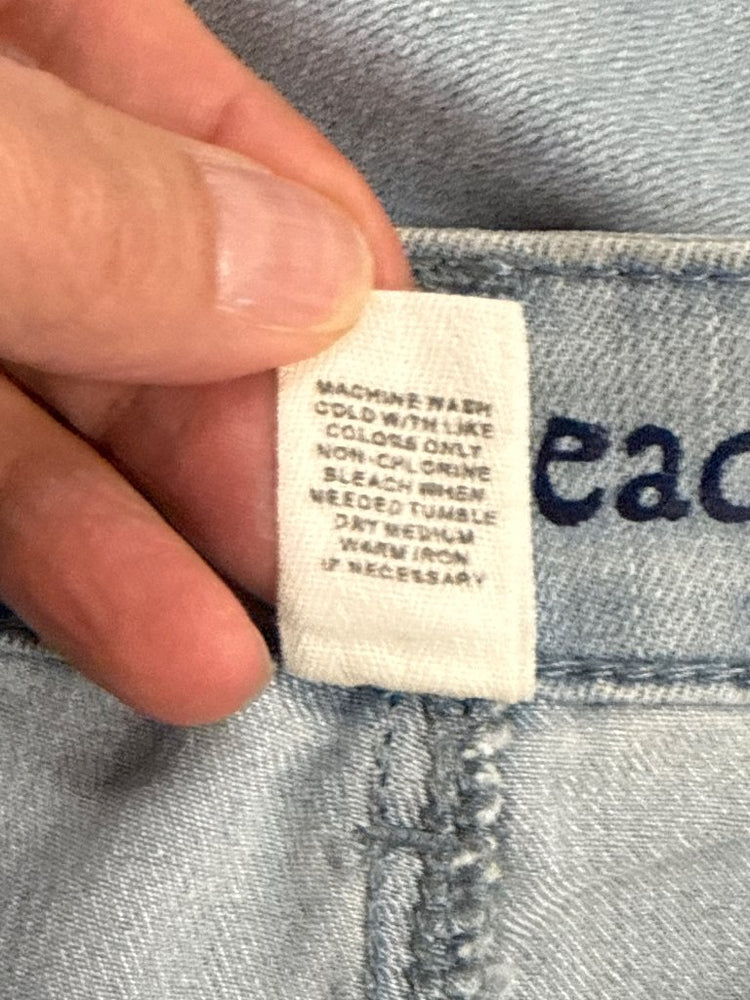 MACHINE WASH
COLD WITH LIKE
COLORS ONLY
NON-CHLORINE
BLEACH WHEN
NEEDED TUMBLE
DRY MEDIUM
WARM IRON
IF NECESSARY
eac